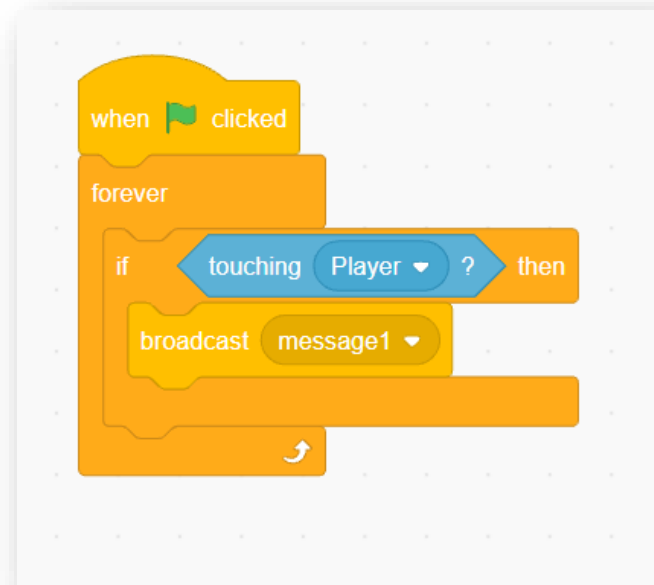 when clicked
forever
if touching Player ? then
broadcast message1